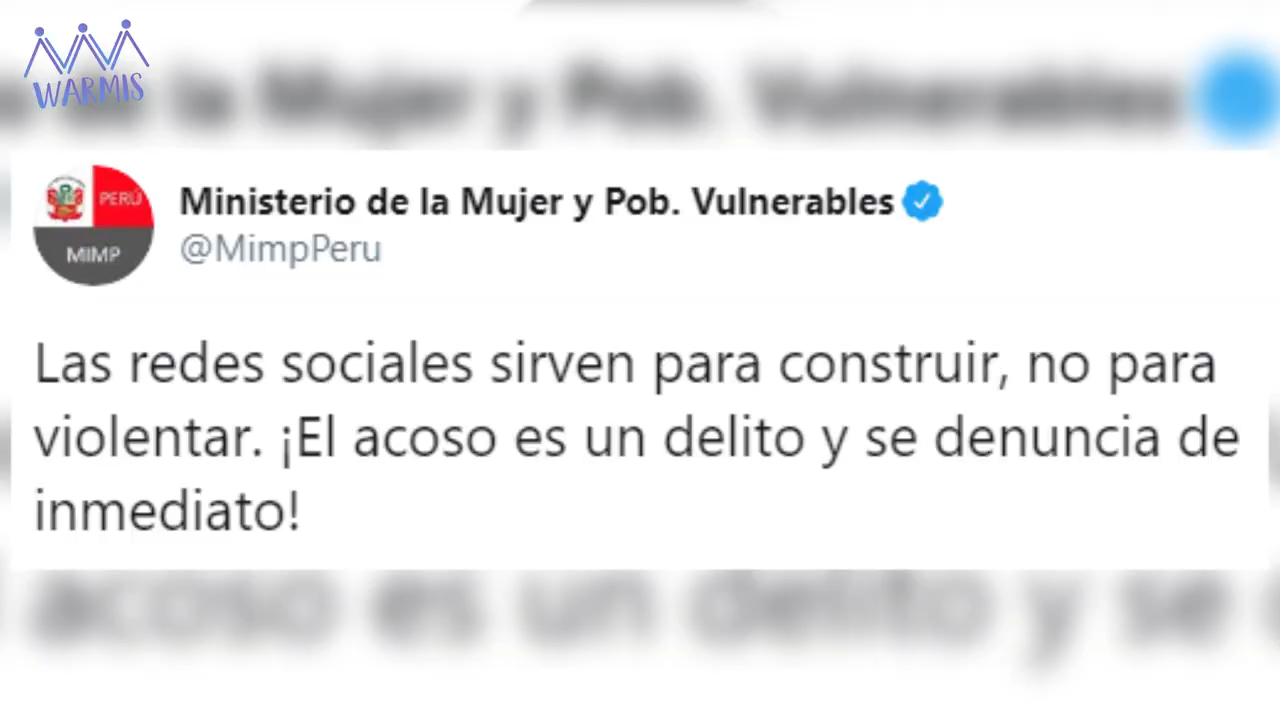 WARMIS
PERÚ
MIMP
Ministerio de la Mujer y Pob. Vulnerables
@MimpPeru
Las redes sociales sirven para construir, no para
violentar. ¡El acoso es un delito y se denuncia de
inmediato!